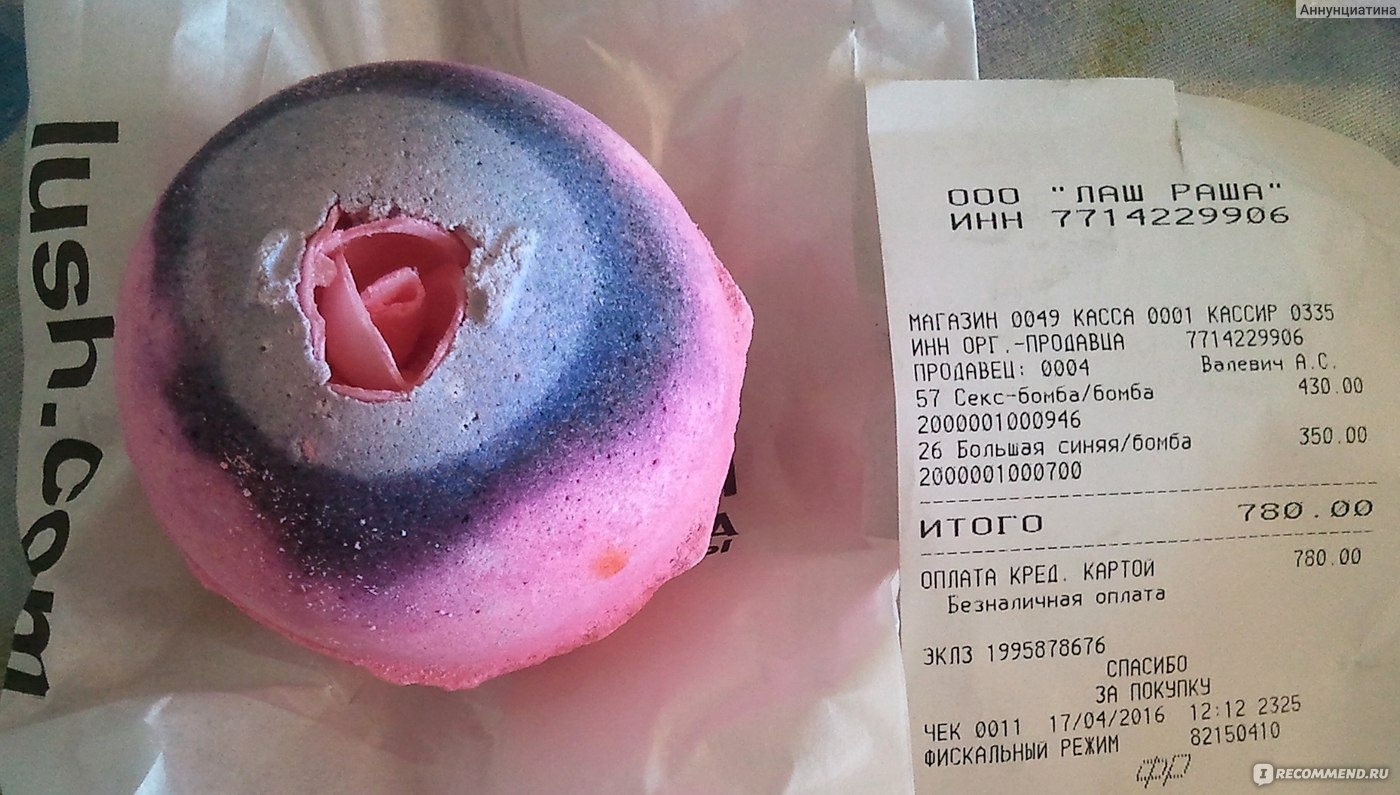 Аннунциатина
lush.com
ООО "ЛАШ РАША"
ИНН 7714229906
МАГАЗИН 0049 КАССА 0001 КАССИР 0335
ИНН ОРГ.-ПРОДАВЦА 7714229906
ПРОДАВЕЦ: 0004 Валевич А.С.
57 Секс-бомба/бомба 430.00
2000001000946
26 Большая синяя/бомба 350.00
2000001000700
ИТОГО 780.00
ОПЛАТА КРЕД. КАРТОЙ 780.00
Безналичная оплата
ЭКЛЗ 1995878676
СПАСИБО
ЗА ПОКУПКУ
ЧЕК 0011 17/04/2016 12:12 2325
ФИСКАЛЬНЫЙ РЕЖИМ 82150410
IRECOMMEND.RU